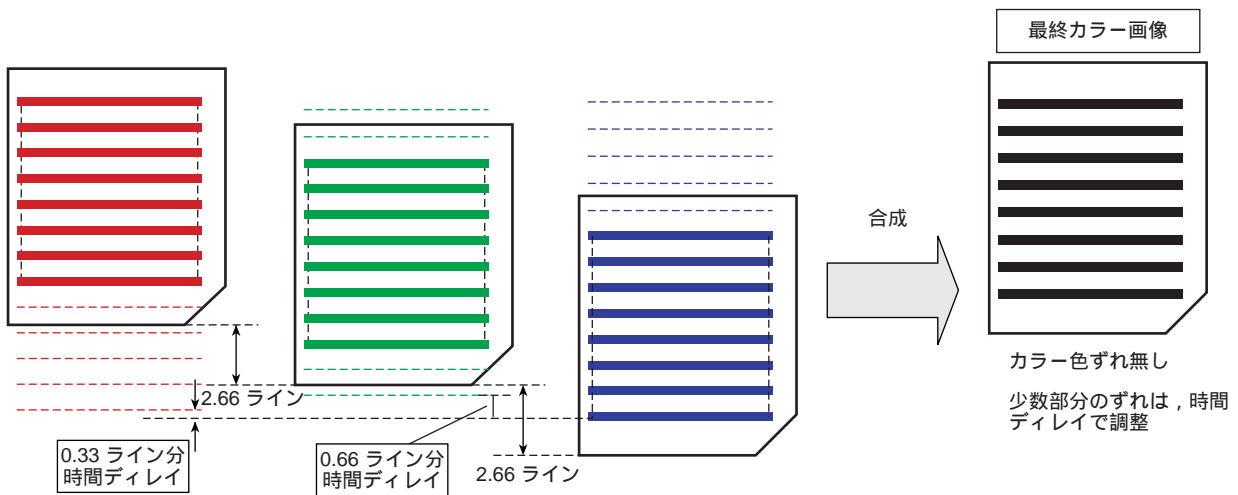 最終カラー画像
合成
カラー色ずれ無し
少数部分のずれは，時間
ディレイで調整
2.66 ライン
0.33 ライン分
時間ディレイ
0.66 ライン分
時間ディレイ
2.66 ライン